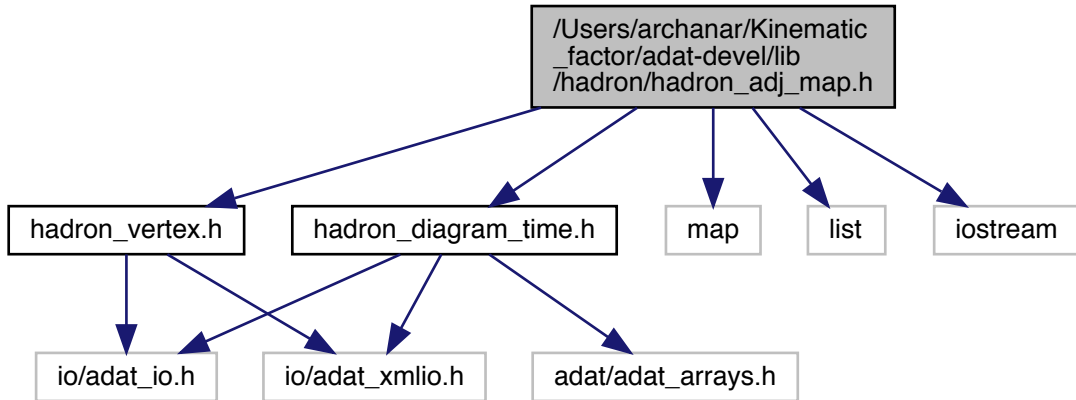 /Users/archanar/Kinematic
_factor/adat-devel/lib
/hadron/hadron_adj_map.h
hadron_vertex.h
hadron_diagram_time.h
map
list
iostream
io/adat_io.h
io/adat_xmlio.h
adat/adat_arrays.h